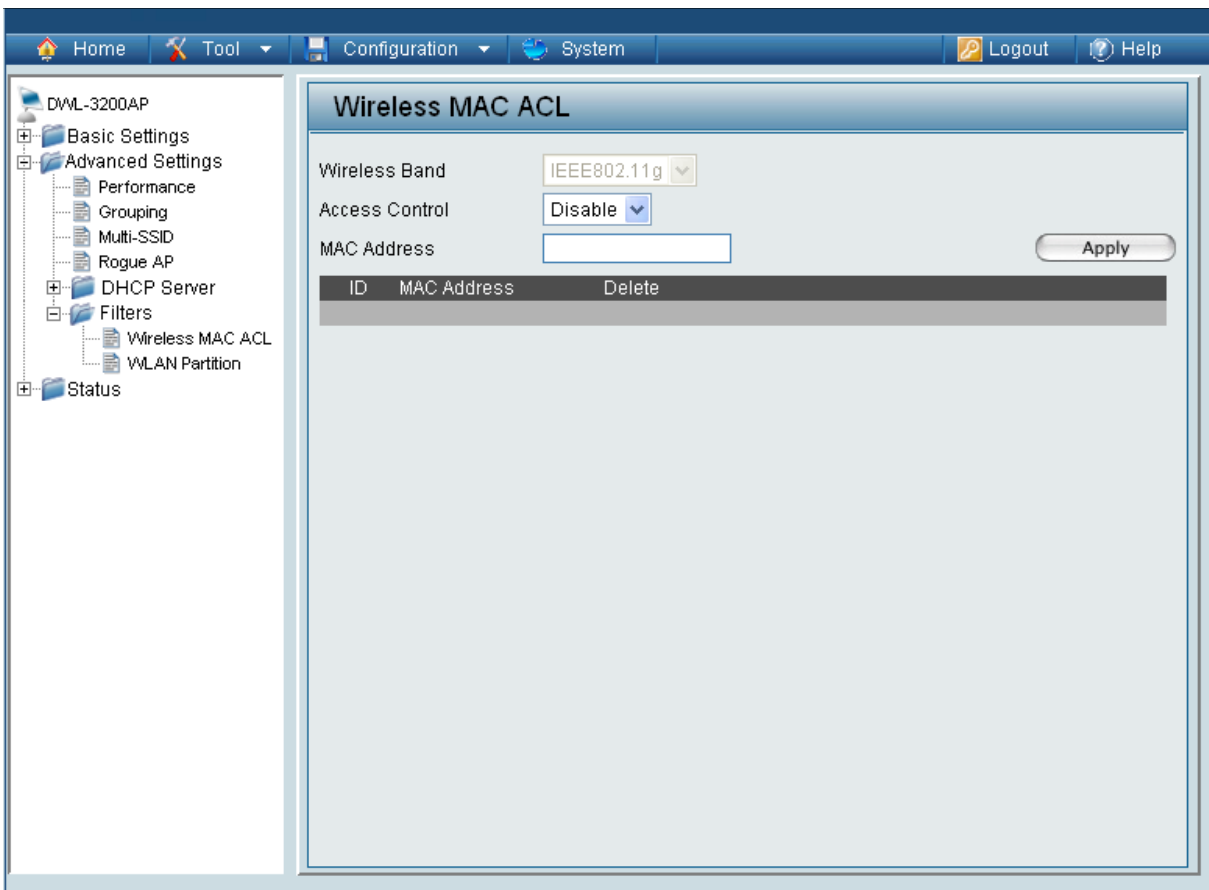 Home Tool Configuration System Logout Help
DWL-3200AP
Basic Settings
Advanced Settings
Performance
Grouping
Multi-SSID
Rogue AP
DHCP Server
Filters
Wireless MAC ACL
WLAN Partition
Status
Wireless MAC ACL
Wireless Band IEEE802.11g
Access Control Disable
MAC Address Apply
ID MAC Address Delete